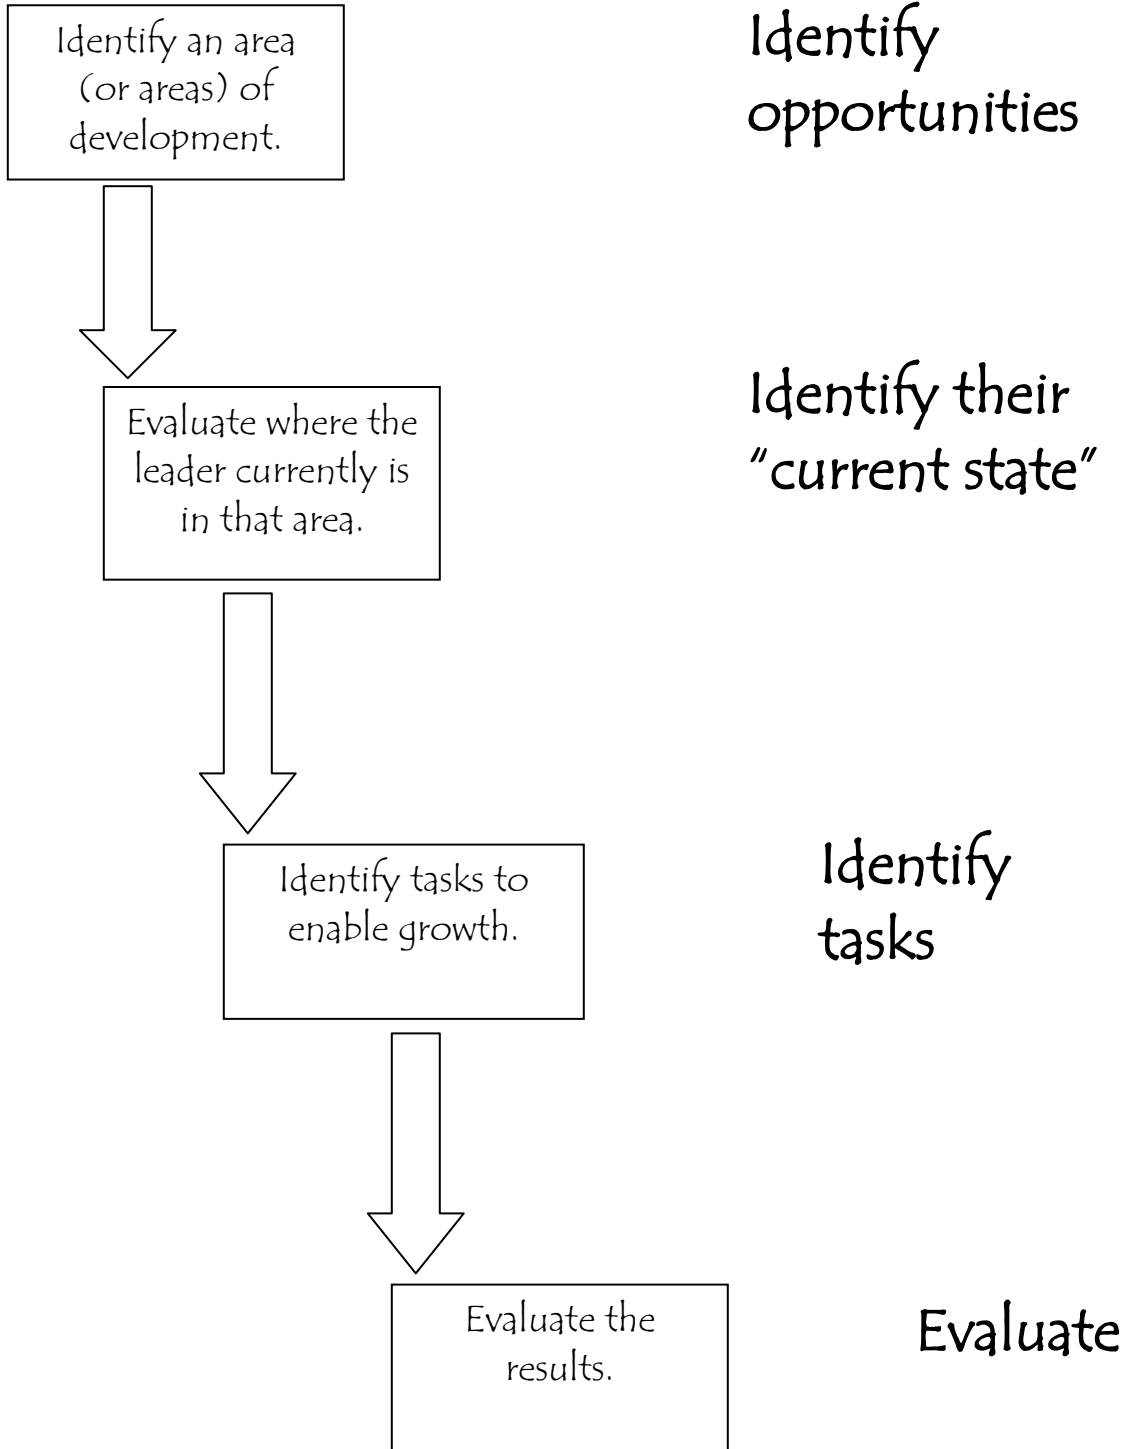 Identify an area
(or areas) of
development.
Identify
opportunities
Evaluate where the
leader currently is
in that area.
Identify their
“current state”
Identify tasks to
enable growth.
Identify
tasks
Evaluate the
results.
Evaluate